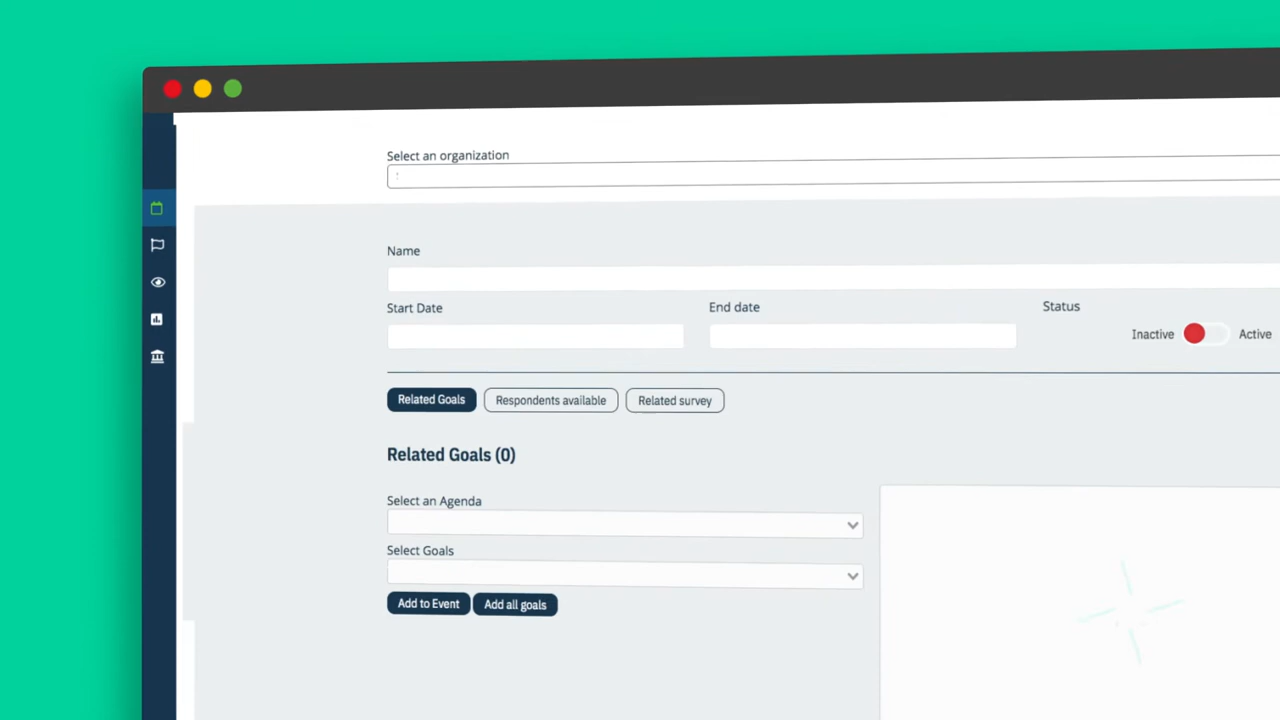 Select an organization
:
Name
Start Date End date Status
Inactive Active
Related Goals Respondents available Related survey
Related Goals (0)
Select an Agenda
Select Goals
Add to Event Add all goals